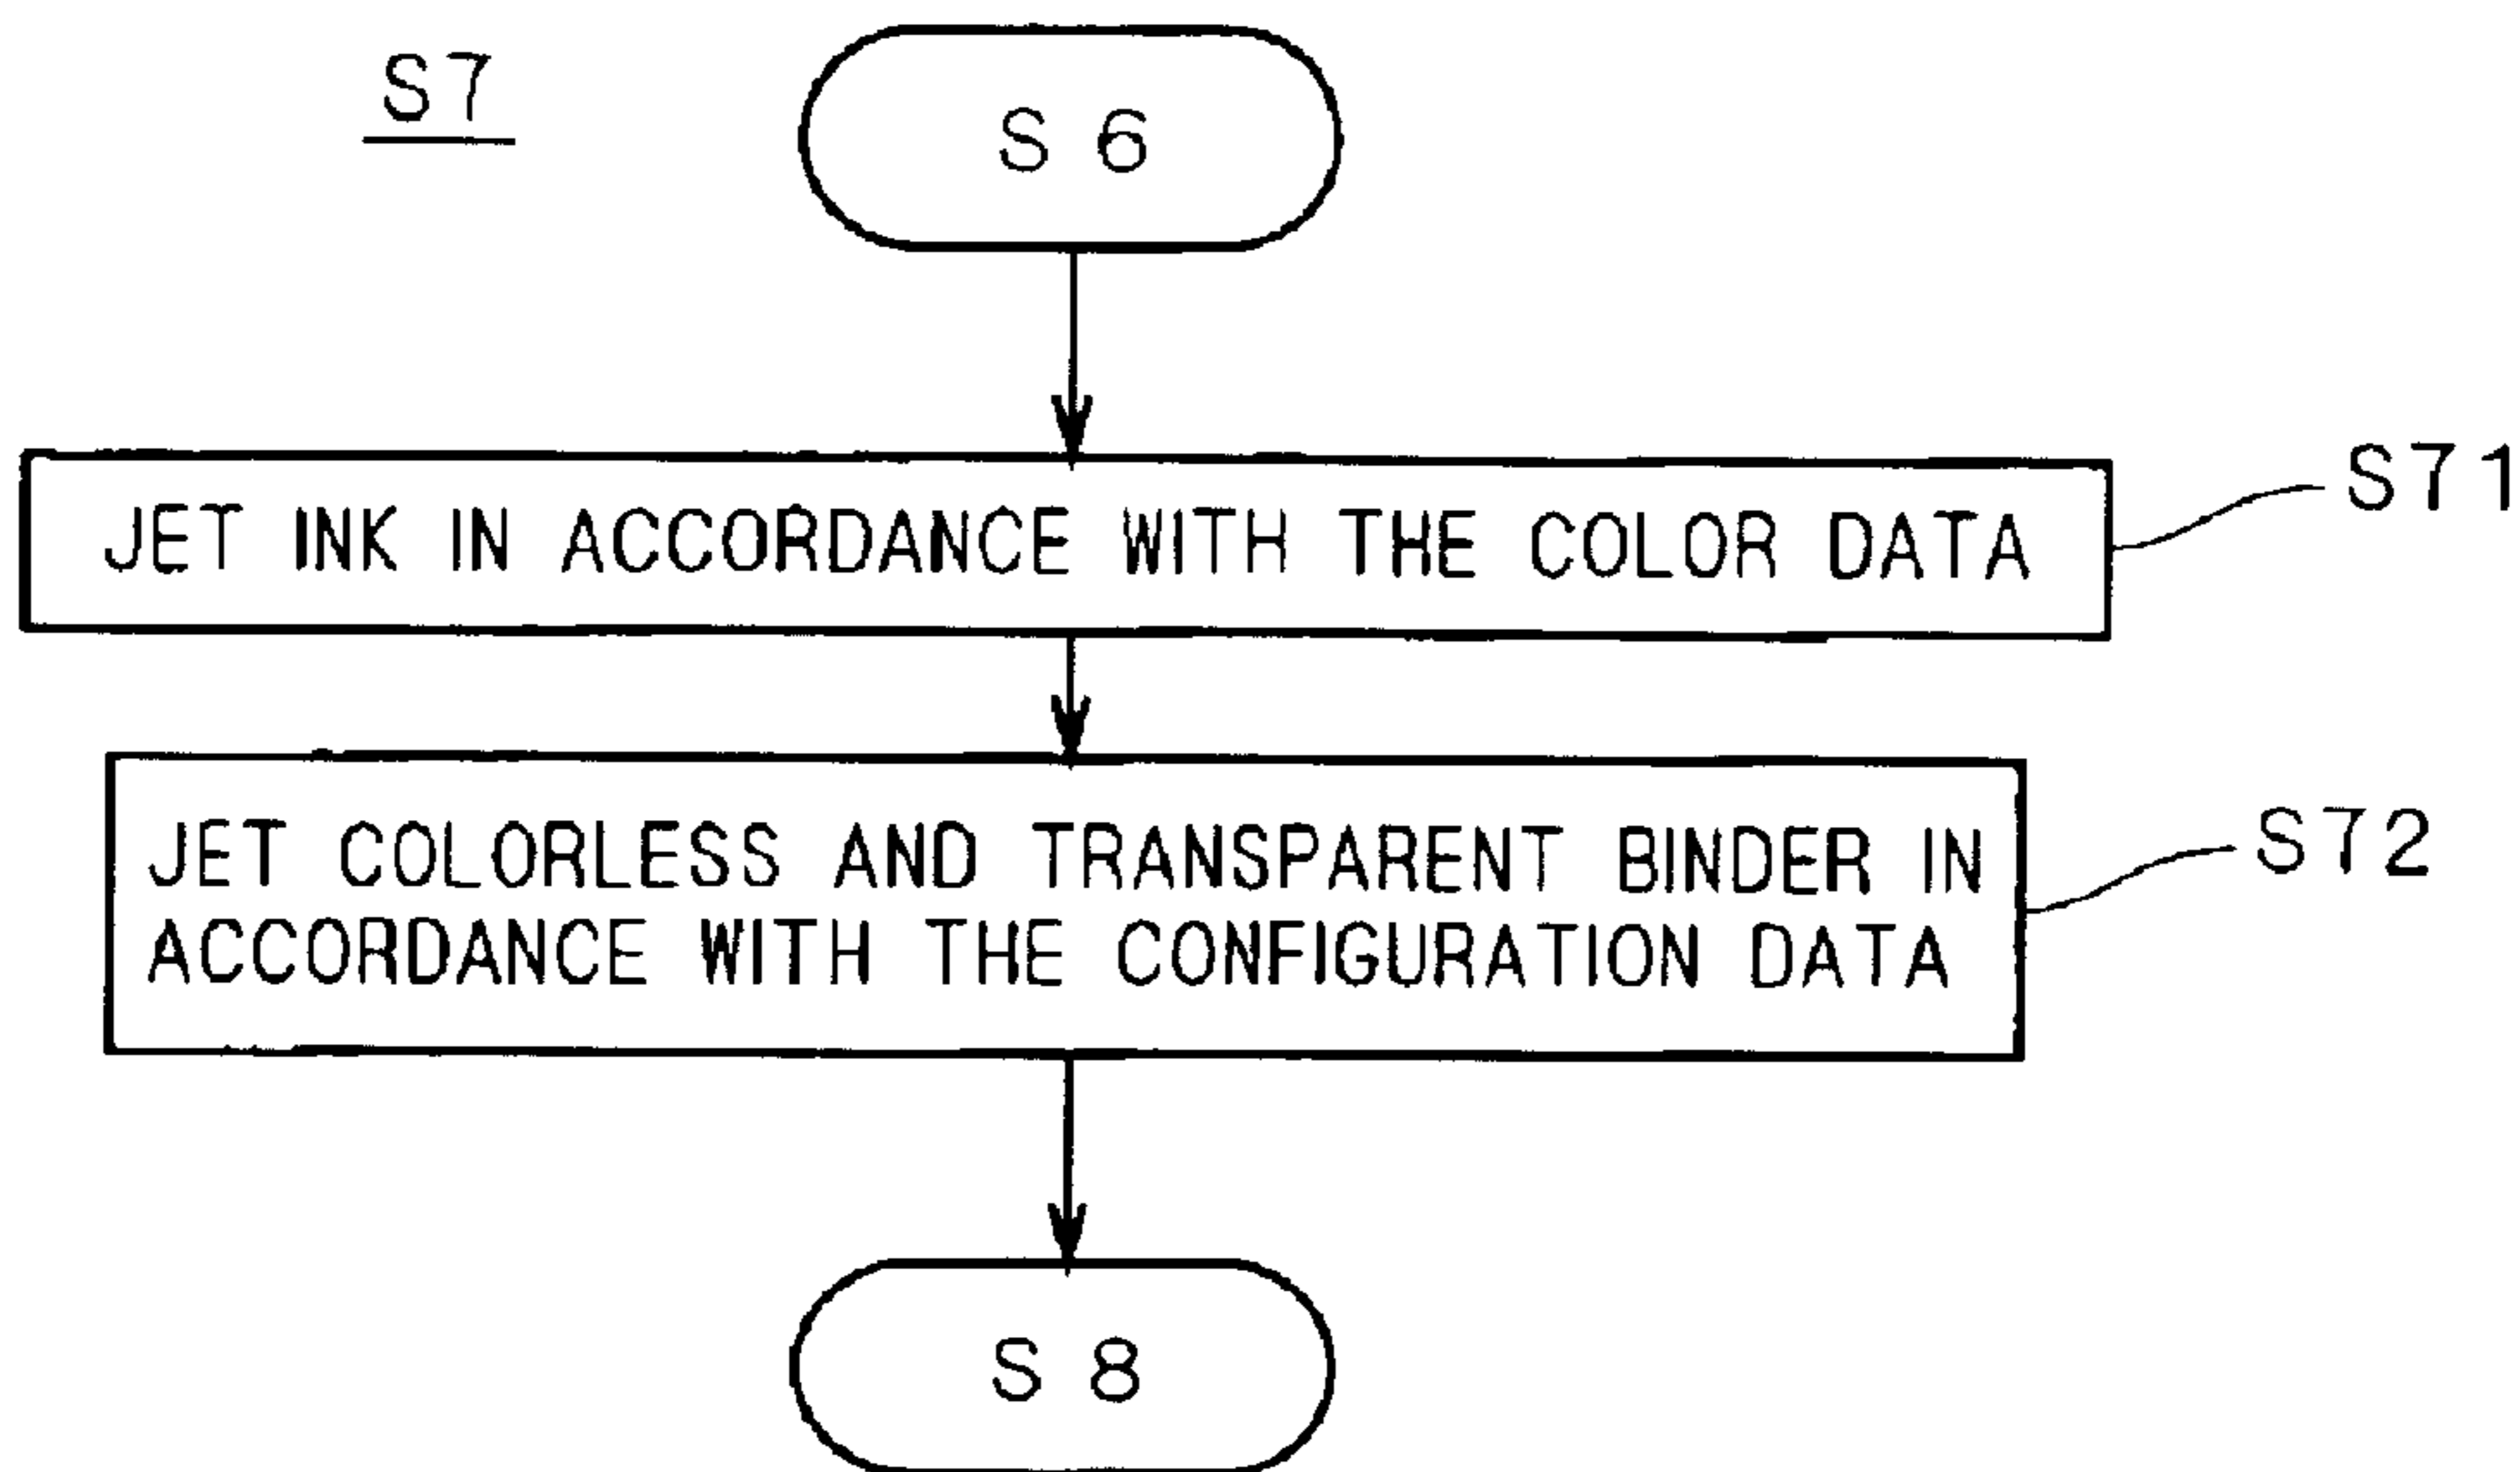 S7
S 6
JET INK IN ACCORDANCE WITH THE COLOR DATA
S71
JET COLORLESS AND TRANSPARENT BINDER IN
ACCORDANCE WITH THE CONFIGURATION DATA
S72
S 8